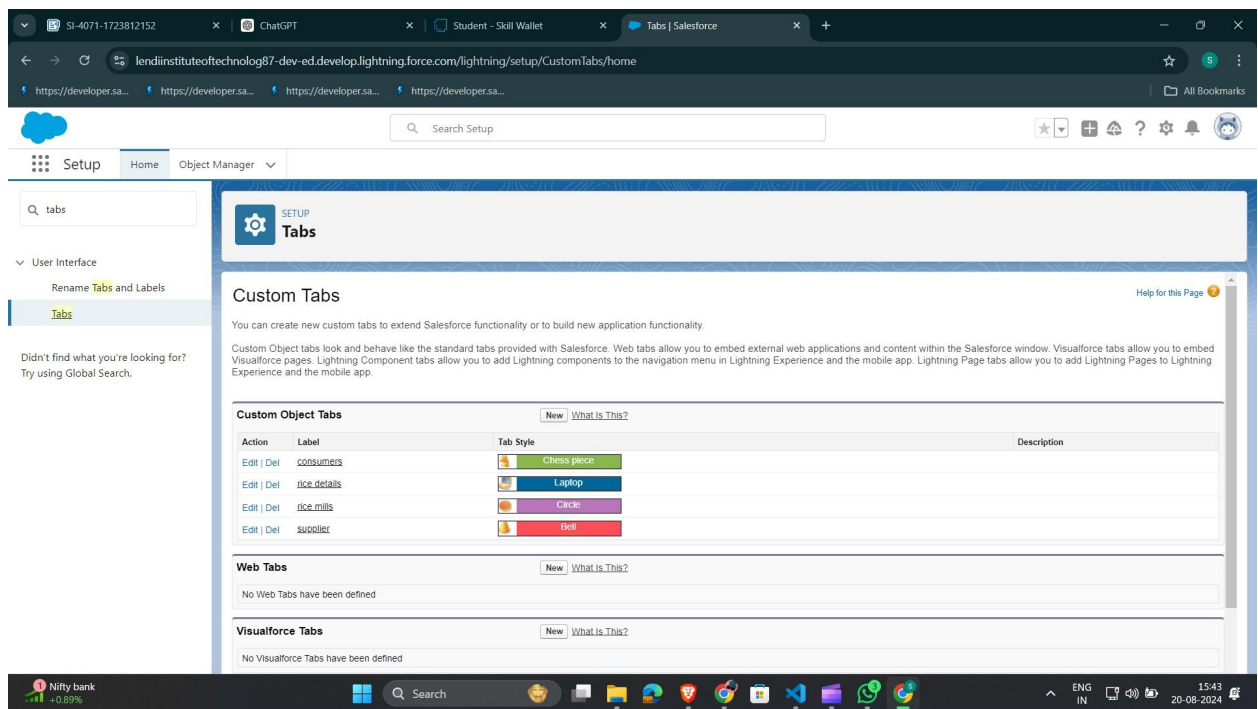 SI-4071-1723812152
ChatGPT
Student - Skill Wallet
Tabs | Salesforce
lendiinstituteoftechnolog87-dev-ed.develop.lightning.force.com/lightning/setup/CustomTabs/home
S
https://developer.sa...
https://developer.sa...
https://developer.sa...
https://developer.sa...
All Bookmarks
Search Setup
Setup
Home
Object Manager
tabs
User Interface
Rename Tabs and Labels
Tabs
Didn't find what you're looking for?
Try using Global Search.
SETUP
Tabs
Custom Tabs
Help for this Page
You can create new custom tabs to extend Salesforce functionality or to build new application functionality.
Custom Object tabs look and behave like the standard tabs provided with Salesforce. Web tabs allow you to embed external web applications and content within the Salesforce window. Visualforce tabs allow you to embed
Visualforce pages. Lightning Component tabs allow you to add Lightning components to the navigation menu in Lightning Experience and the mobile app. Lightning Page tabs allow you to add Lightning Pages to Lightning
Experience and the mobile app.
Custom Object Tabs New What Is This?
Action Label Tab Style Description
Edit | Del consumers Chess piece
Edit | Del rice details Laptop
Edit | Del rice mills Circle
Edit | Del supplier Bell
Web Tabs New What Is This?
No Web Tabs have been defined
Visualforce Tabs New What Is This?
No Visualforce Tabs have been defined
1
Nifty bank
+0.89%
Search
3
S
ENG
IN
15:43
20-08-2024